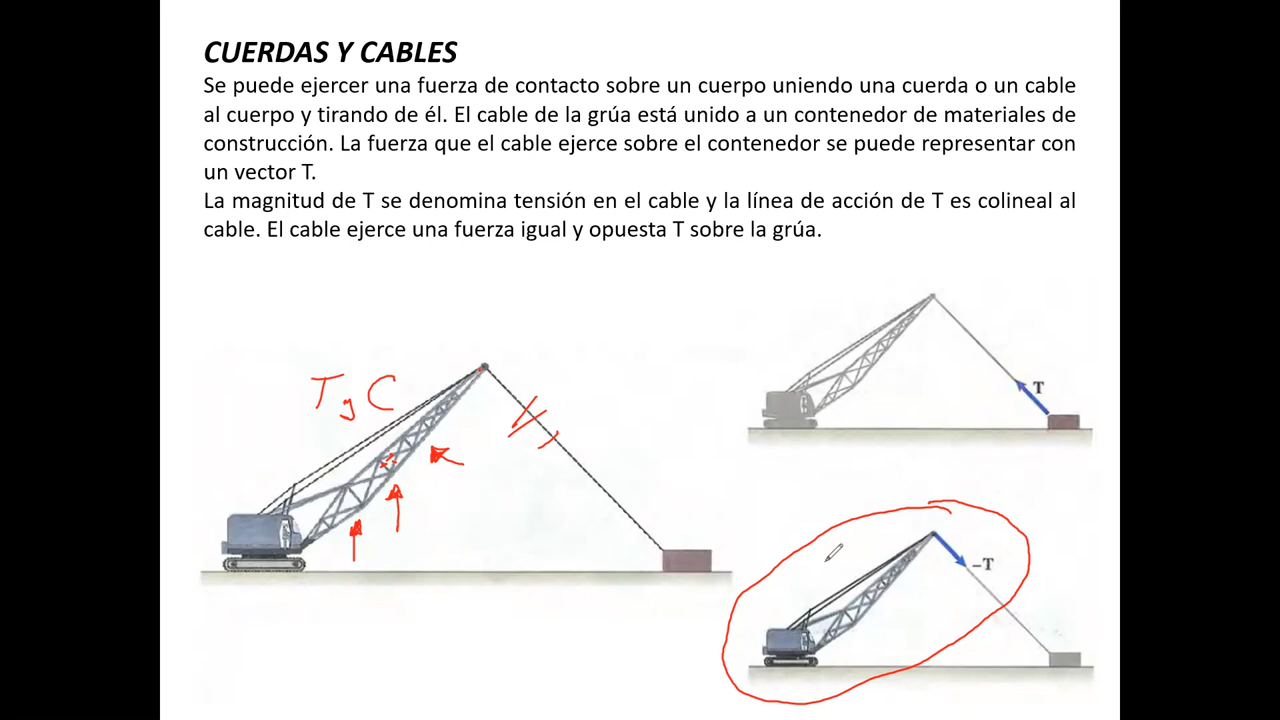 CUERDAS Y CABLES
Se puede ejercer una fuerza de contacto sobre un cuerpo uniendo una cuerda o un cable
al cuerpo y tirando de él. El cable de la grúa está unido a un contenedor de materiales de
construcción. La fuerza que el cable ejerce sobre el contenedor se puede representar con
un vector T.
La magnitud de T se denomina tensión en el cable y la línea de acción de T es colineal al
cable. El cable ejerce una fuerza igual y opuesta T sobre la grúa.
T
T y C
−T